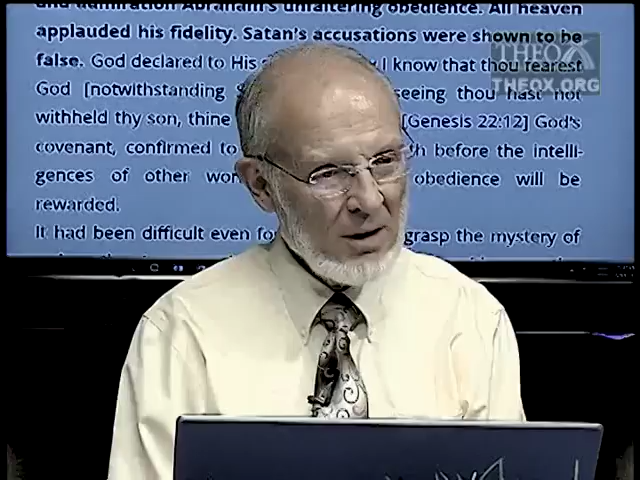 and admiration Abraham's unfaltering obedience. All heaven
applauded his fidelity. Satan's accusations were shown to be
false. God declared to His I know that thou fearest
God [notwithstanding seeing thou hast not
withheld thy son, thine [Genesis 22:12] God's
covenant, confirmed to before the intelli-
gences of other obedience will be
rewarded.
It had been difficult even grasp the mystery of
THEOX
THEOX.ORG